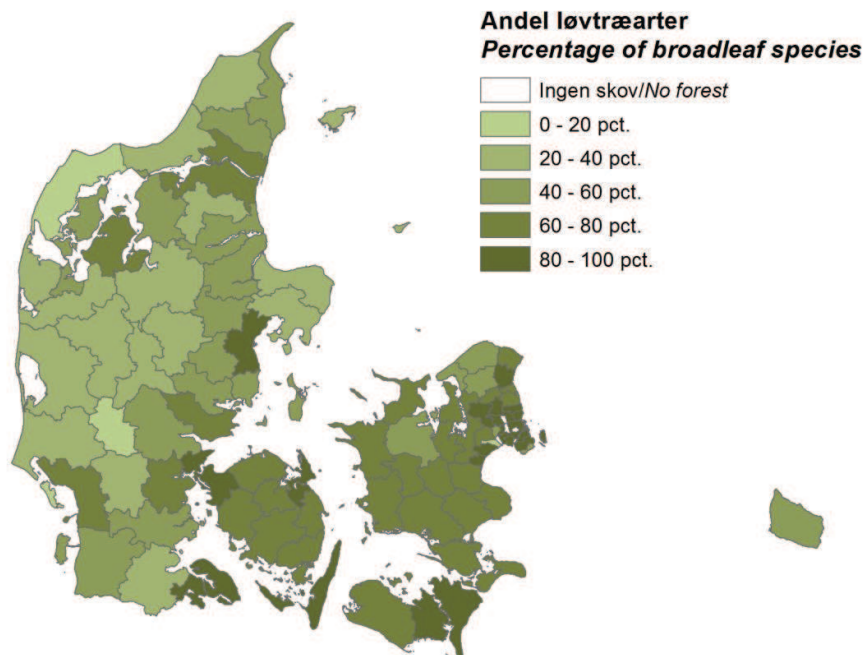 Andel løvtræarter
Percentage of broadleaf species
Ingen skov/No forest
0 - 20 pct.
20 - 40 pct.
40 - 60 pct.
60 - 80 pct.
80 - 100 pct.